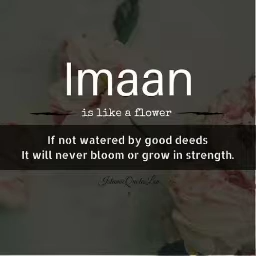 Imaan
is like a flower
If not watered by good deeds
It will never bloom or grow in strength.